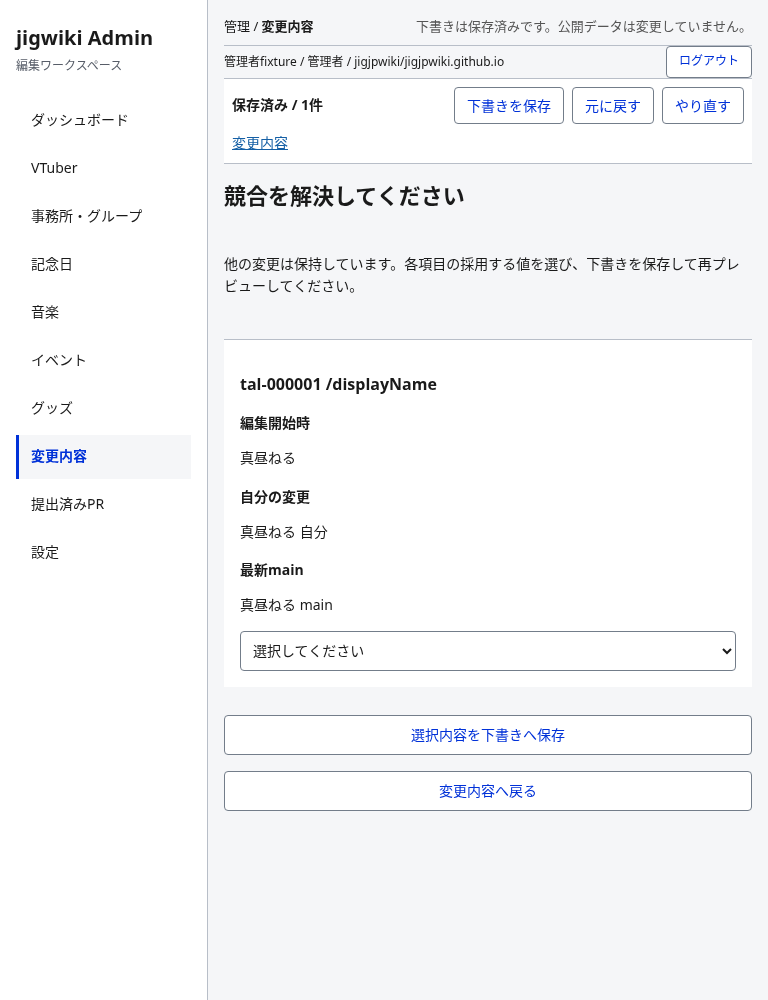 jigwiki Admin
編集ワークスペース
ダッシュボード
VTuber
事務所・グループ
記念日
音楽
イベント
グッズ
変更内容
提出済みPR
設定
管理 / 変更内容
下書きは保存済みです。公開データは変更していません。
管理者fixture / 管理者 / jigjpwiki/jigjpwiki.github.io
ログアウト
保存済み / 1件
下書きを保存
元に戻す
やり直す
変更内容
競合を解決してください
他の変更は保持しています。各項目の採用する値を選び、下書きを保存して再プレ
ビューしてください。
tal-000001 /displayName
編集開始時
真昼ねる
自分の変更
真昼ねる 自分
最新main
真昼ねる main
選択してください
選択内容を下書きへ保存
変更内容へ戻る